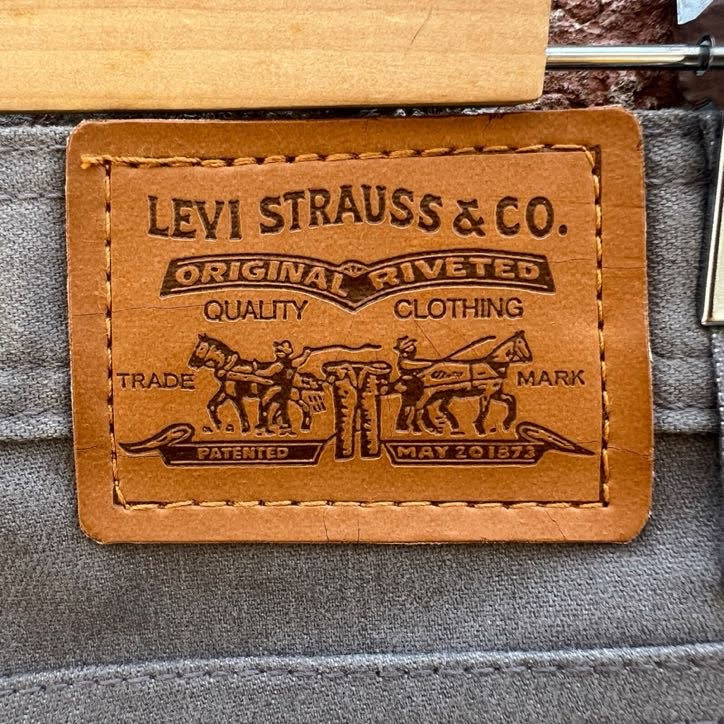 LEVI STRAUSS & CO.
ORIGINAL RIVETED
QUALITY CLOTHING
TRADE MARK
PATENTED MAY 20 1873